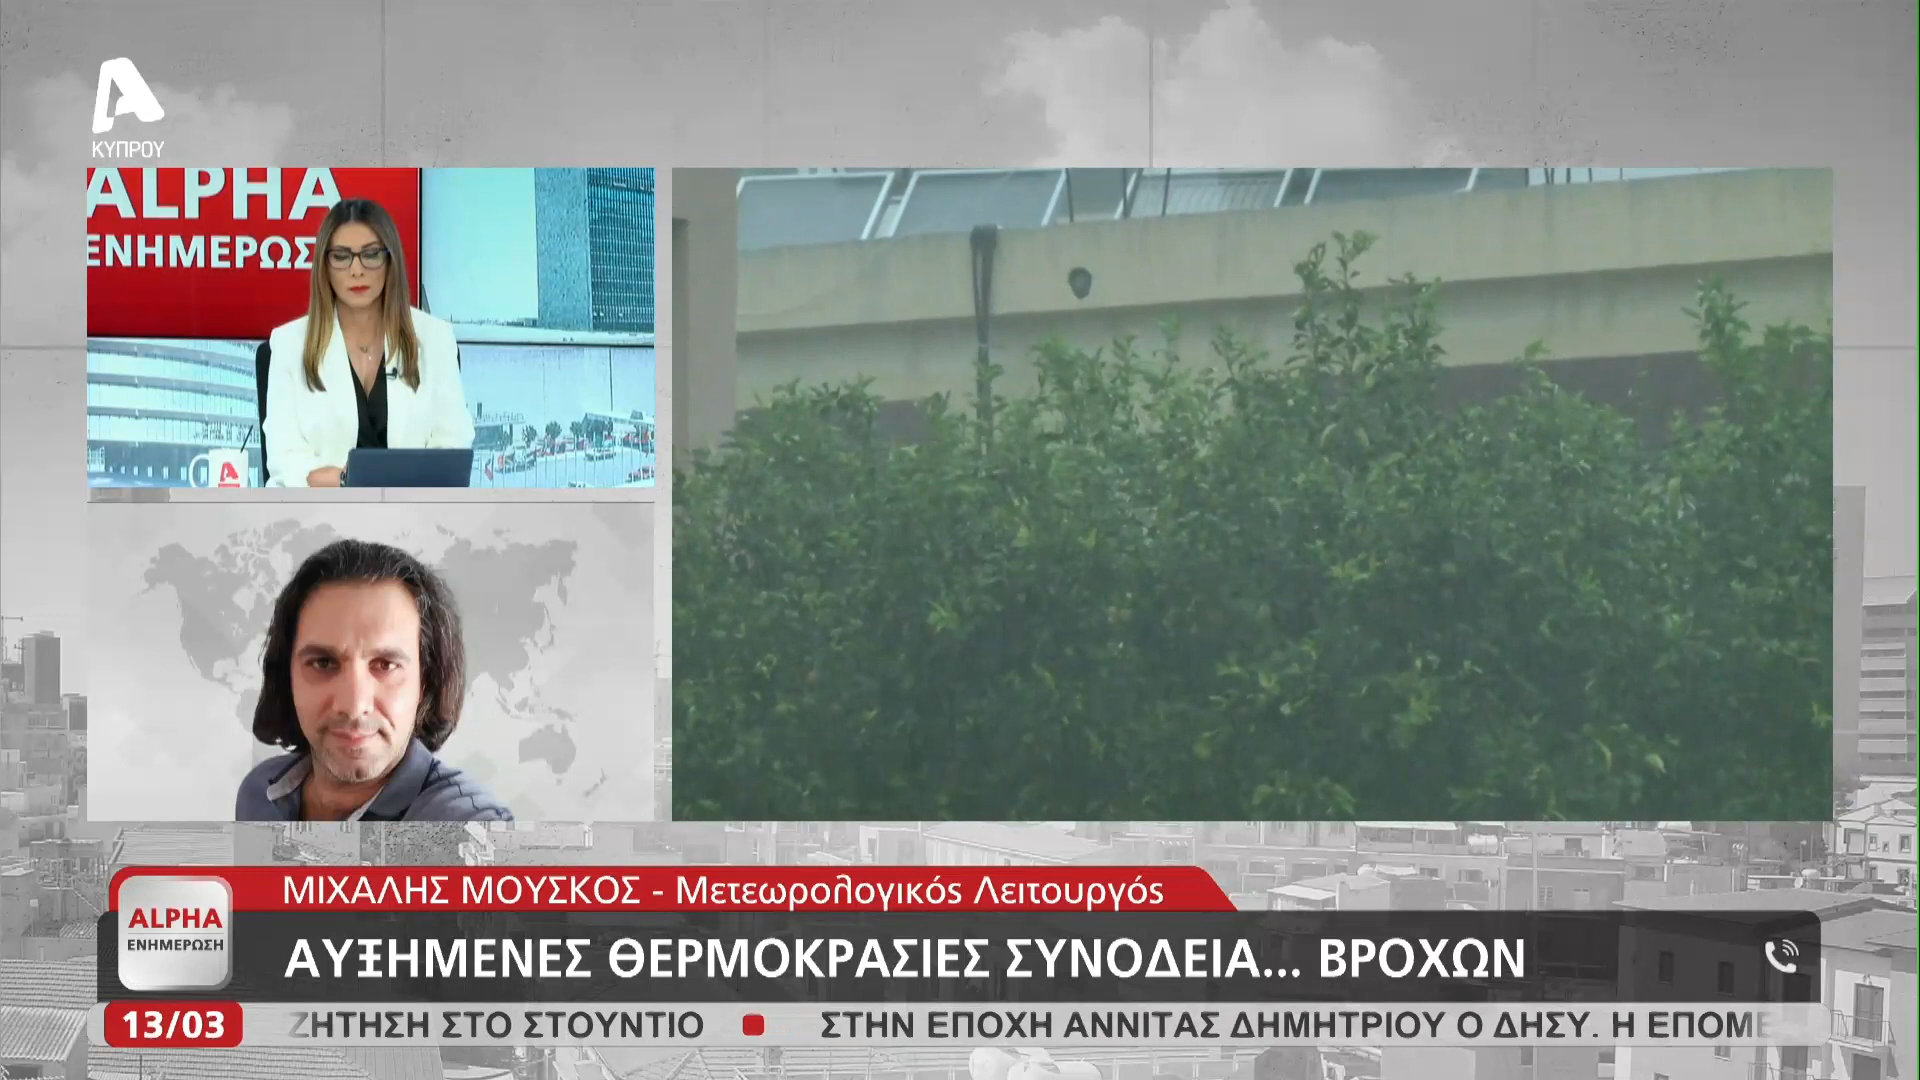 ΚΥΠΡΟΥ
ALPHA
ΕΝΗΜΕΡΩΣ
ΜΙΧΑΛΗΣ ΜΟΥΣΚΟΣ - Μετεωρολογικός Λειτουργός
ALPHA
ΕΝΗΜΕΡΩΣΗ
ΑΥΞΗΜΕΝΕΣ ΘΕΡΜΟΚΡΑΣΙΕΣ ΣΥΝΟΔΕΙΑ... ΒΡΟΧΩΝ
13/03
ΖΗΤΗΣΗ ΣΤΟ ΣΤΟΥΝΤΙΟ ■ ΣΤΗΝ ΕΠΟΧΗ ΑΝΝΙΤΑΣ ΔΗΜΗΤΡΙΟΥ Ο ΔΗΣΥ. Η ΕΠΟΜΕ